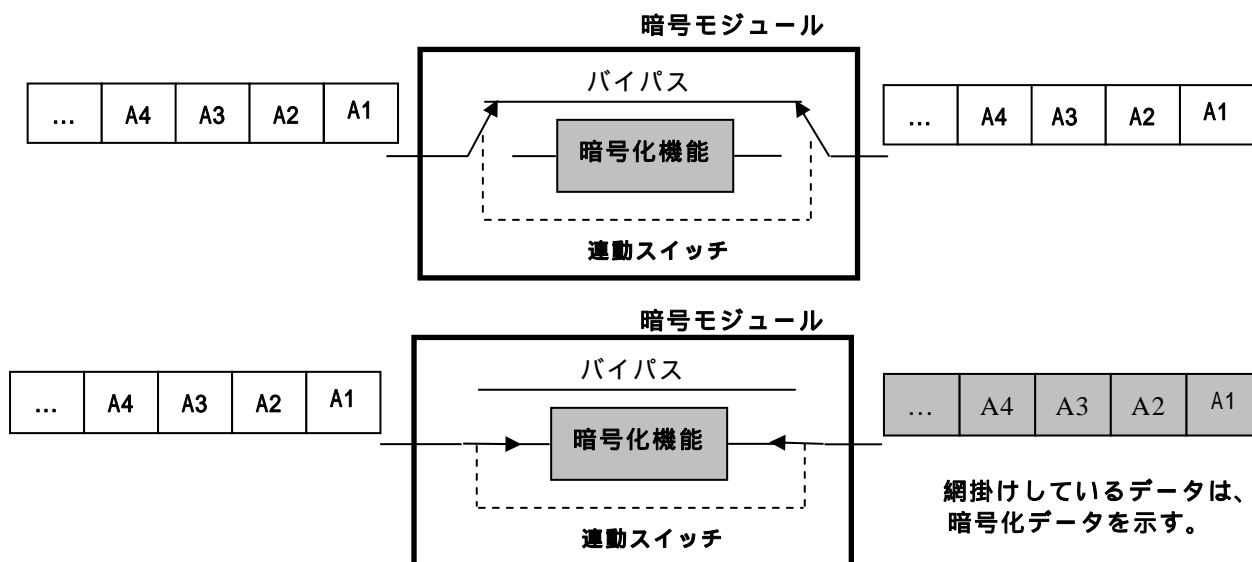 暗号モジュール
バイパス
… A4 A3 A2 A1
暗号化機能
… A4 A3 A2 A1
連動スイッチ
暗号モジュール
バイパス
… A4 A3 A2 A1
暗号化機能
… A4 A3 A2 A1
連動スイッチ
網掛けしているデータは、
暗号化データを示す。